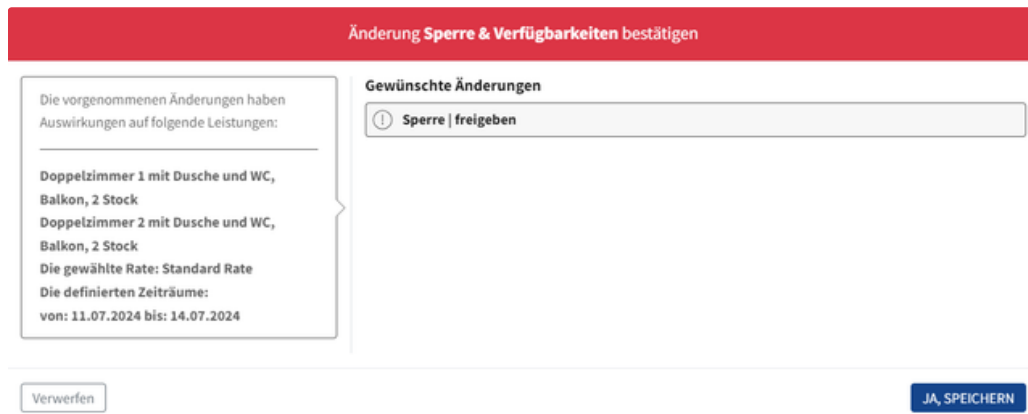 Änderung Sperre & Verfügbarkeiten bestätigen
Die vorgenommenen Änderungen haben
Auswirkungen auf folgende Leistungen:
Doppelzimmer 1 mit Dusche und WC,
Balkon, 2 Stock
Doppelzimmer 2 mit Dusche und WC,
Balkon, 2 Stock
Die gewählte Rate: Standard Rate
Die definierten Zeiträume:
von: 11.07.2024 bis: 14.07.2024
Gewünschte Änderungen
Sperre | freigeben
Verwerfen
JA, SPEICHERN